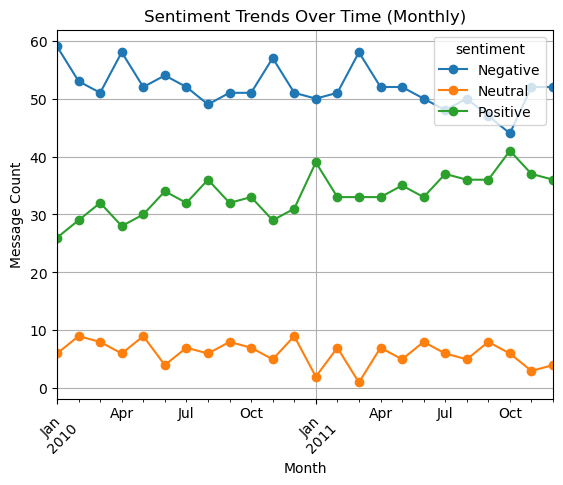 Sentiment Trends Over Time (Monthly)
sentiment
Negative
Neutral
Positive
Message Count
60
50
40
30
20
10
0
Jan
2010
Apr
Jul
Oct
Jan
2011
Apr
Jul
Oct
Month